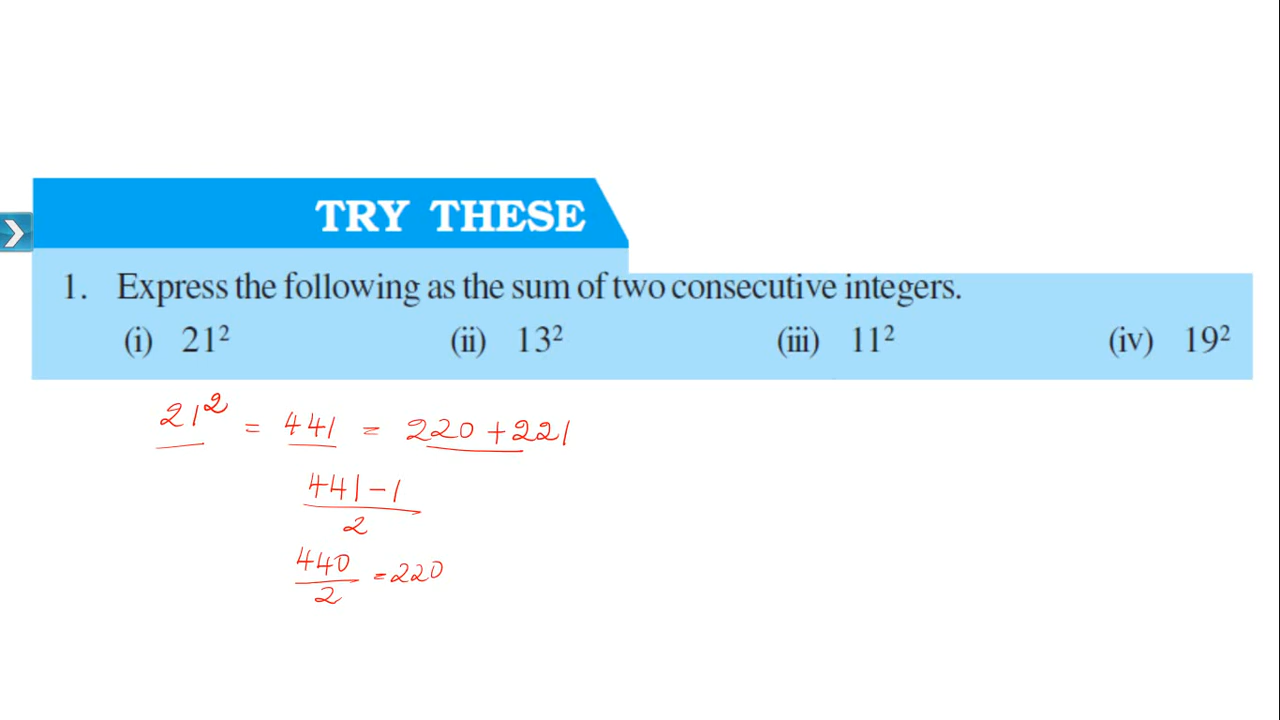 TRY THESE
1. Express the following as the sum of two consecutive integers.
(i) 21² (ii) 13² (iii) 11² (iv) 19²
21² = 441 = 220 + 221
441 - 1
2
440
2
= 220